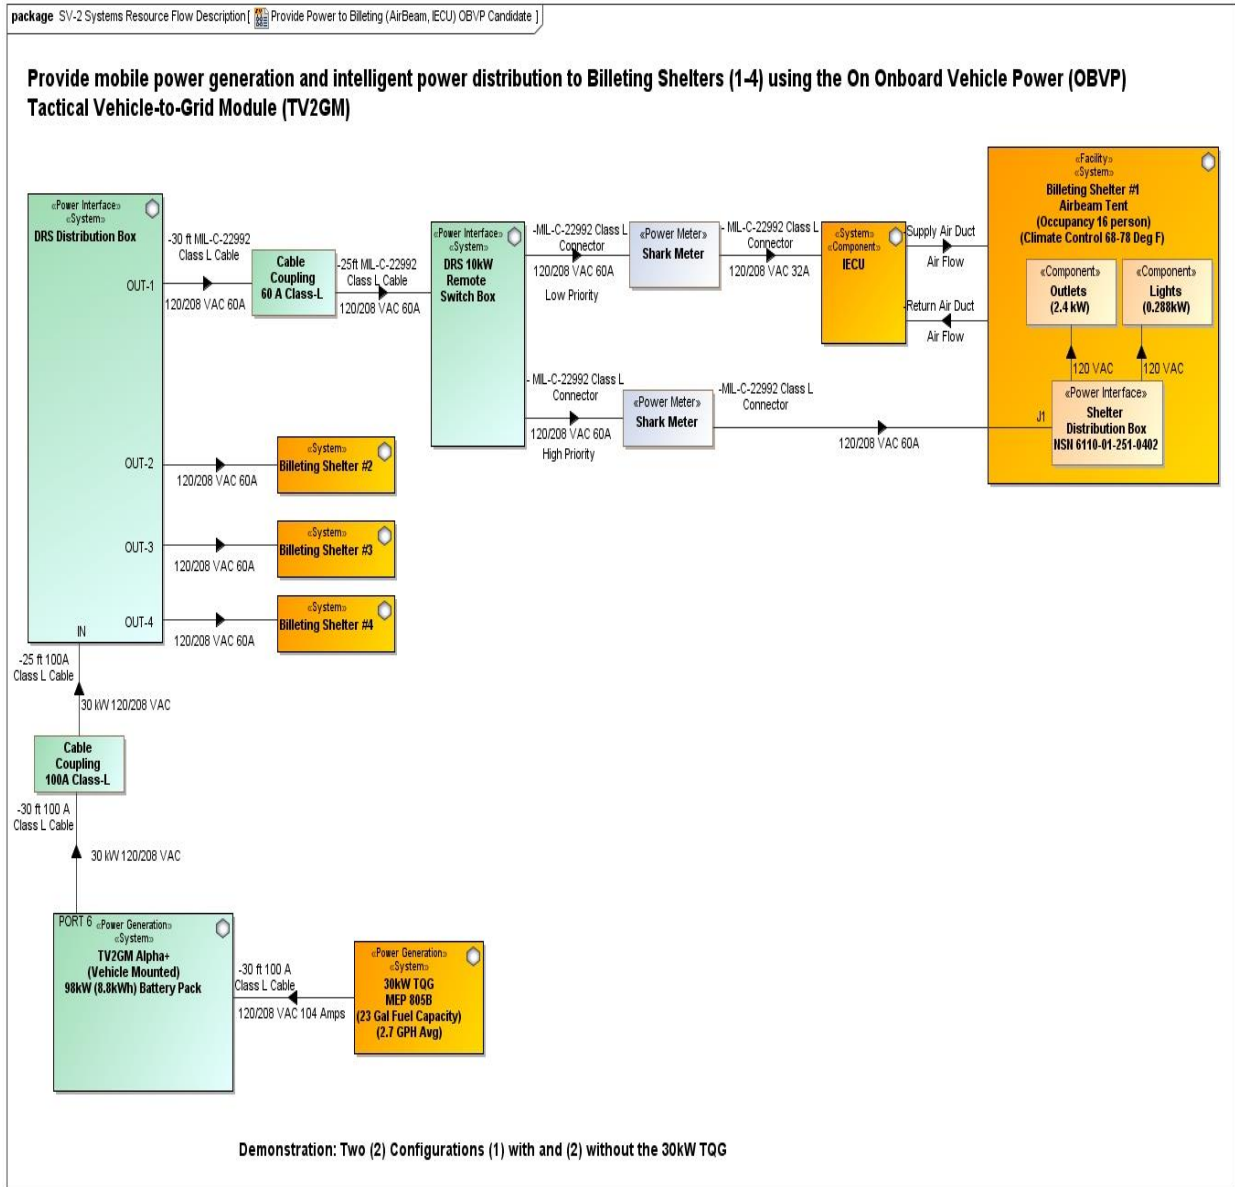 package SV-2 Systems Resource Flow Description[ Provide Power to Billeting (AirBeam, IECU) OBVP Candidate ]
Provide mobile power generation and intelligent power distribution to Billeting Shelters (1-4) using the On Onboard Vehicle Power (OBVP)
Tactical Vehicle-to-Grid Module (TV2GM)
«Power Interface»
«System»
DRS Distribution Box
OUT-1
OUT-2
OUT-3
OUT-4
IN
-30 ft MIL-C-22992
Class L Cable
120/208 VAC 60A
Cable
Coupling
60 A Class-L
-25ft MIL-C-22992
Class L Cable
120/208 VAC 60A
«Power Interface»
«System»
DRS 10kW
Remote
Switch Box
-MIL-C-22992 Class L
Connector
120/208 VAC 60A
Low Priority
«Power Meter»
Shark Meter
- MIL-C-22992 Class L
Connector
120/208 VAC 32A
«System»
«Component»
IECU
Supply Air Duct
Air Flow
-Return Air Duct
Air Flow
«Facility»
«System»
Billeting Shelter #1
Airbeam Tent
(Occupancy 16 person)
(Climate Control 68-78 Deg F)
«Component»
Outlets
(2.4 kW)
«Component»
Lights
(0.288kW)
120 VAC
120 VAC
«Power Interface»
Shelter
Distribution Box
NSN 6110-01-251-0402
J1
- MIL-C-22992 Class L
Connector
120/208 VAC 60A
High Priority
«Power Meter»
Shark Meter
-MIL-C-22992 Class L
Connector
120/208 VAC 60A
120/208 VAC 60A
«System»
Billeting Shelter #2
120/208 VAC 60A
«System»
Billeting Shelter #3
120/208 VAC 60A
«System»
Billeting Shelter #4
-25 ft 100A
Class L Cable
30 kW 120/208 VAC
Cable
Coupling
100A Class-L
-30 ft 100 A
Class L Cable
30 kW 120/208 VAC
PORT 6
«Power Generation»
«System»
TV2GM Alpha+
(Vehicle Mounted)
98kW (8.8kWh) Battery Pack
-30 ft 100 A
Class L Cable
120/208 VAC 104 Amps
«Power Generation»
«System»
30kW TQG
MEP 805B
(23 Gal Fuel Capacity)
(2.7 GPH Avg)
Demonstration: Two (2) Configurations (1) with and (2) without the 30kW TQG